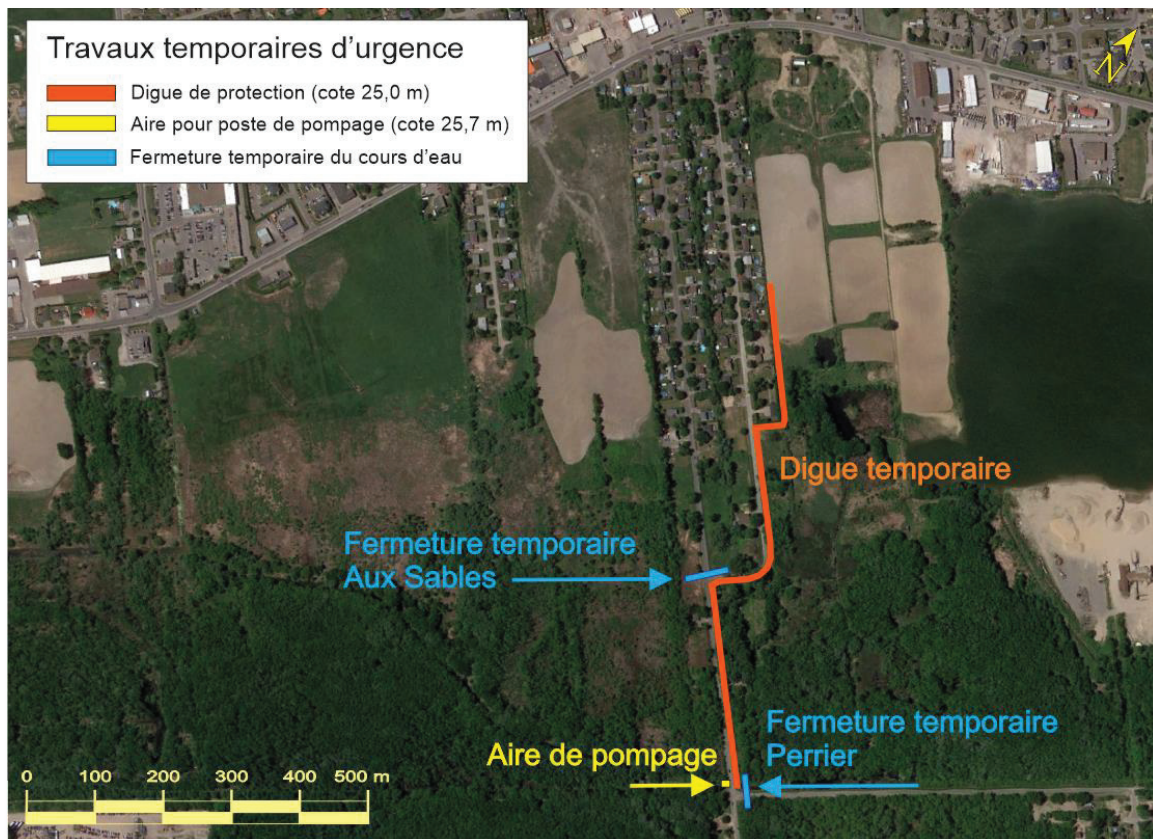 Travaux temporaires d’urgence
Digue de protection (cote 25,0 m)
Aire pour poste de pompage (cote 25,7 m)
Fermeture temporaire du cours d’eau
N
Digue temporaire
Fermeture temporaire
Aux Sables
Fermeture temporaire
Perrier
Aire de pompage
0 100 200 300 400 500 m